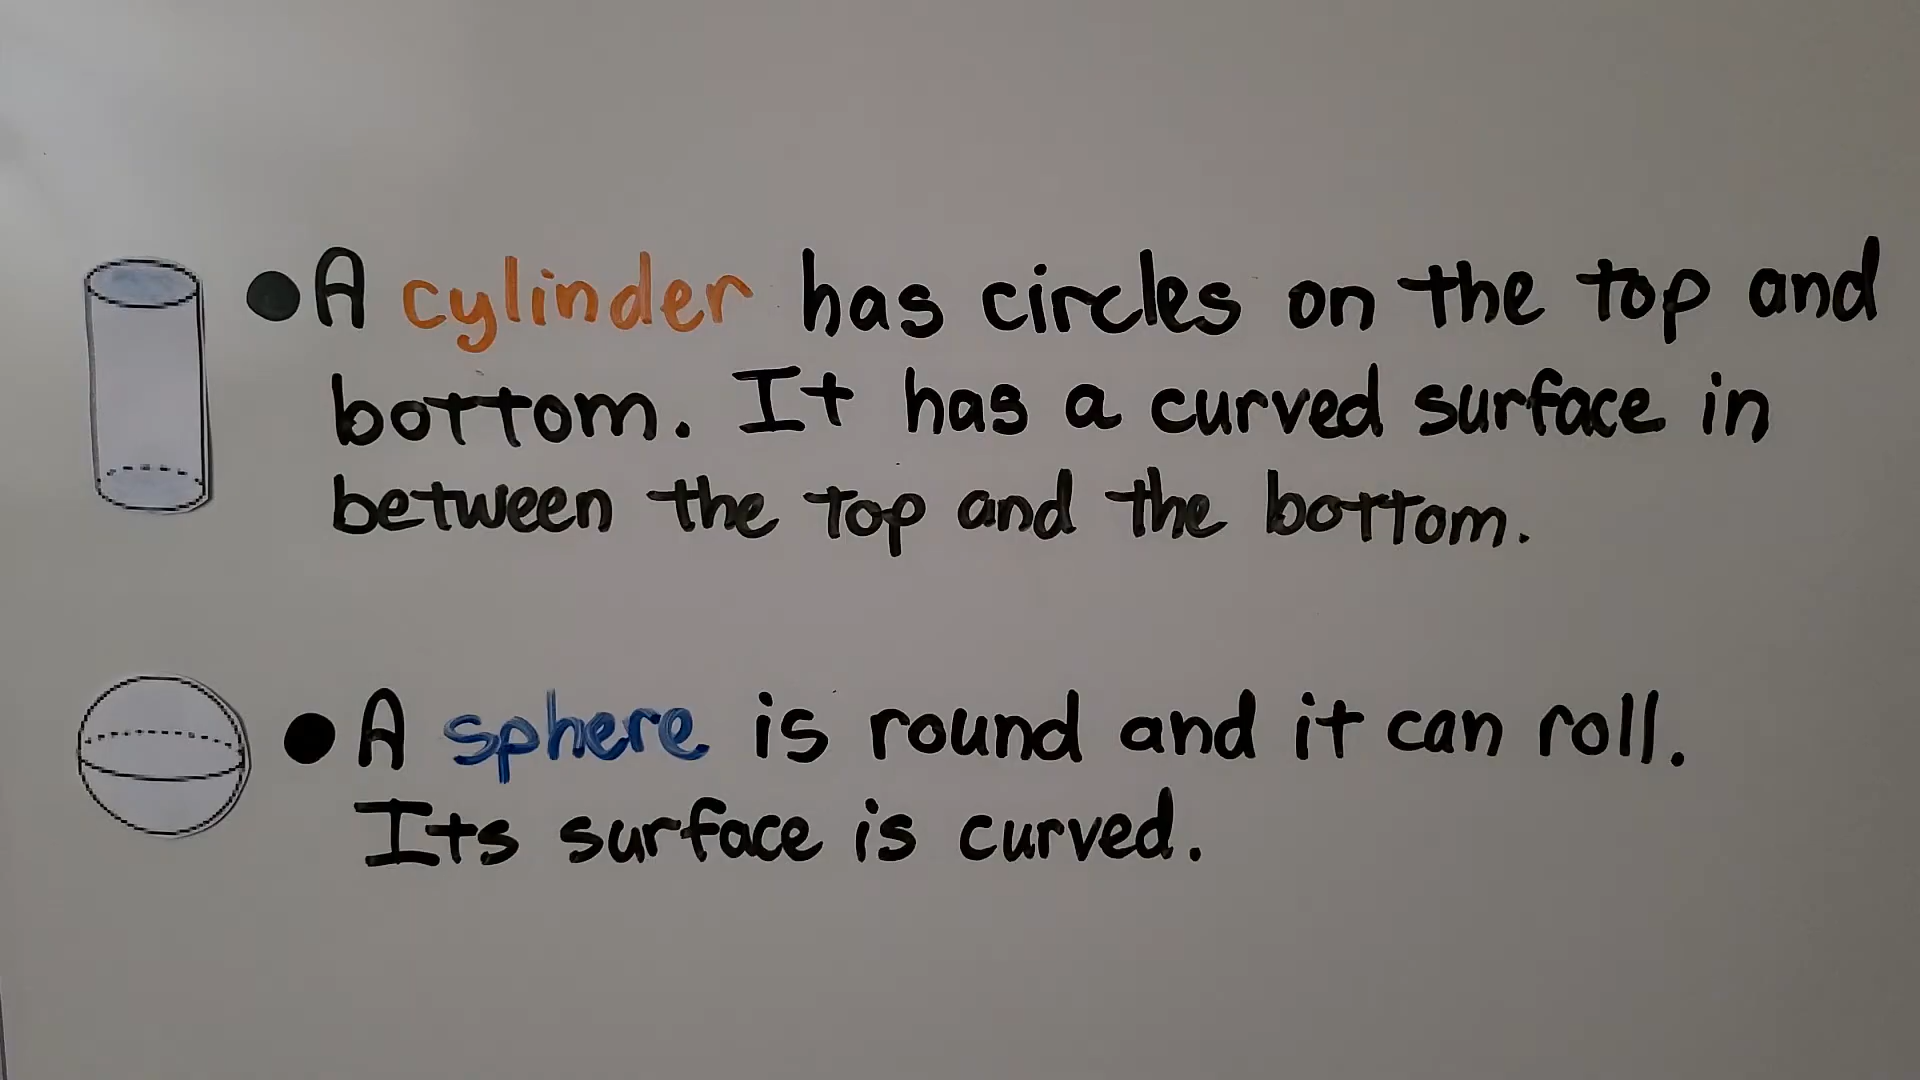 ● A cylinder has circles on the top and
bottom. It has a curved surface in
between the top and the bottom.
● A sphere is round and it can roll.
Its surface is curved.